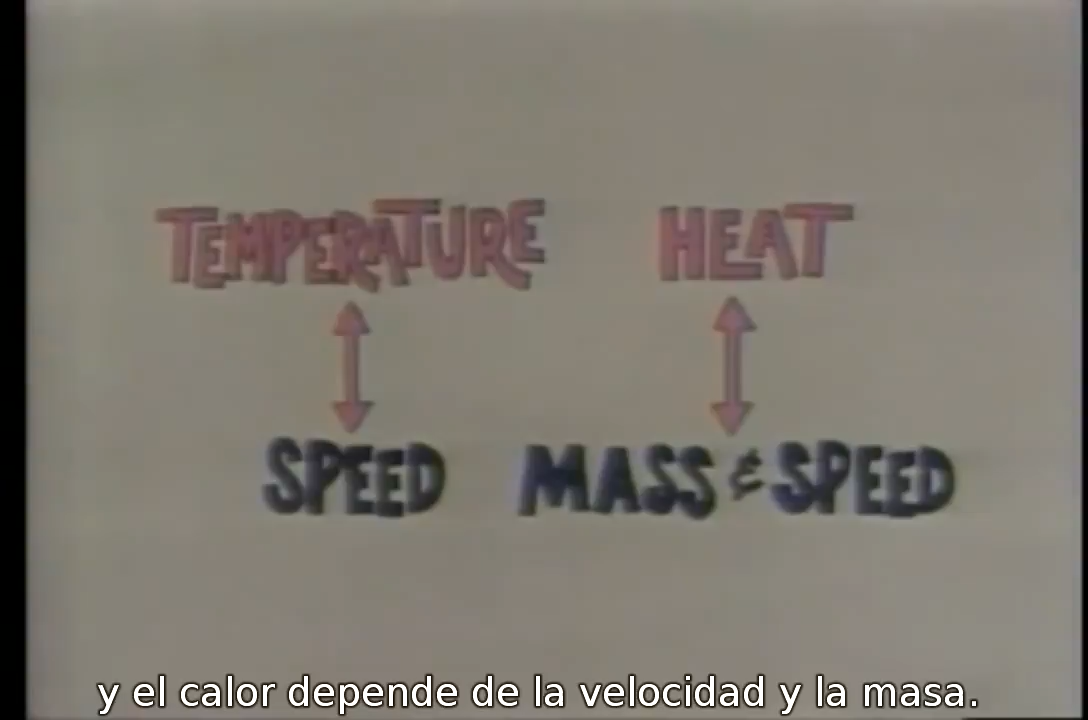 TEMPERATURE HEAT
SPEED MASS & SPEED
y el calor depende de la velocidad y la masa.